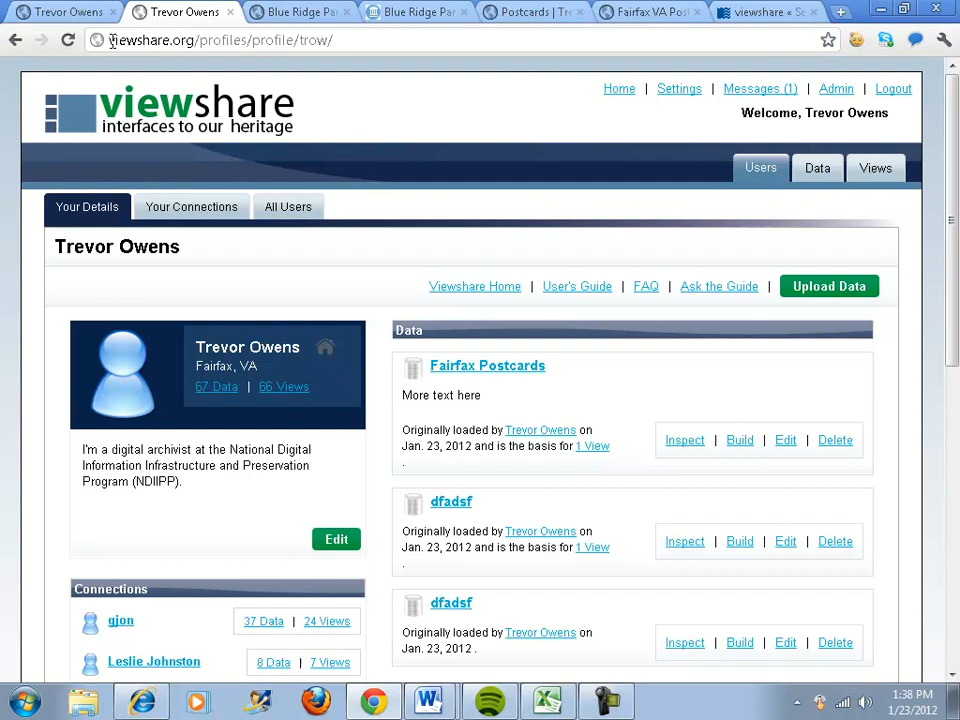 Trevor Owens
Trevor Owens
Blue Ridge Pa
Blue Ridge Par
Postcards | Tre
Fairfax VA Pos
viewshare « Se
viewshare.org/profiles/profile/trow/
viewshare
interfaces to our heritage
Home | Settings | Messages (1) | Admin | Logout
Welcome, Trevor Owens
Users
Data
Views
Your Details
Your Connections
All Users
Trevor Owens
Viewshare Home | User's Guide | FAQ | Ask the Guide |
Upload Data
Trevor Owens
Fairfax, VA
67 Data | 66 Views
I'm a digital archivist at the National Digital
Information Infrastructure and Preservation
Program (NDIIPP).
Edit
Connections
gjon
37 Data | 24 Views
Leslie Johnston
8 Data | 7 Views
Data
Fairfax Postcards
More text here
Originally loaded by Trevor Owens on
Jan. 23, 2012 and is the basis for 1 View
.
Inspect | Build | Edit | Delete
dfadsf
Originally loaded by Trevor Owens on
Jan. 23, 2012 and is the basis for 1 View
.
Inspect | Build | Edit | Delete
dfadsf
Originally loaded by Trevor Owens on
Jan. 23, 2012 .
Inspect | Build | Edit | Delete
1:38 PM
1/23/2012